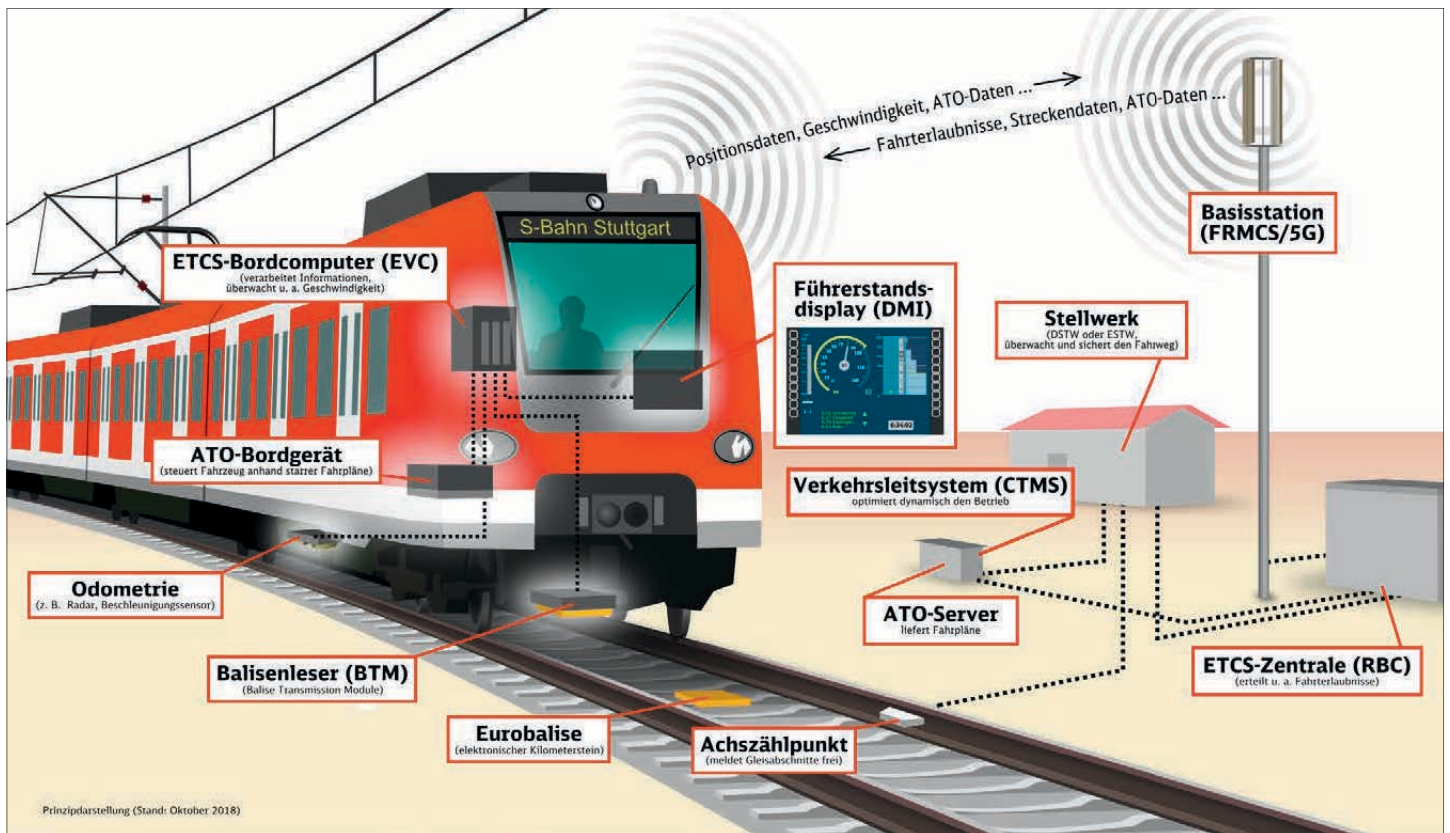 Positionsdaten, Geschwindigkeit, ATO-Daten ...
Fahrterlaubnisse, Streckendaten, ATO-Daten ...
Basisstation
(FRMCS/5G)
S-Bahn Stuttgart
ETCS-Bordcomputer (EVC)
(verarbeitet Informationen,
überwacht u. a. Geschwindigkeit)
Führerstands-
display (DMI)
Stellwerk
(DSTW oder ESTW,
überwacht und sichert den Fahrweg)
ATO-Bordgerät
(steuert Fahrzeug anhand starrer Fahrpläne)
Verkehrsleitsystem (CTMS)
optimiert dynamisch den Betrieb
Odometrie
(z. B. Radar, Beschleunigungssensor)
ATO-Server
liefert Fahrpläne
Balisenleser (BTM)
(Balise Transmission Module)
ETCS-Zentrale (RBC)
(erteilt u. a. Fahrterlaubnisse)
Eurobalise
(elektronischer Kilometerstein)
Achszählpunkt
(meldet Gleisabschnitte frei)
Prinzipdarstellung (Stand: Oktober 2018)